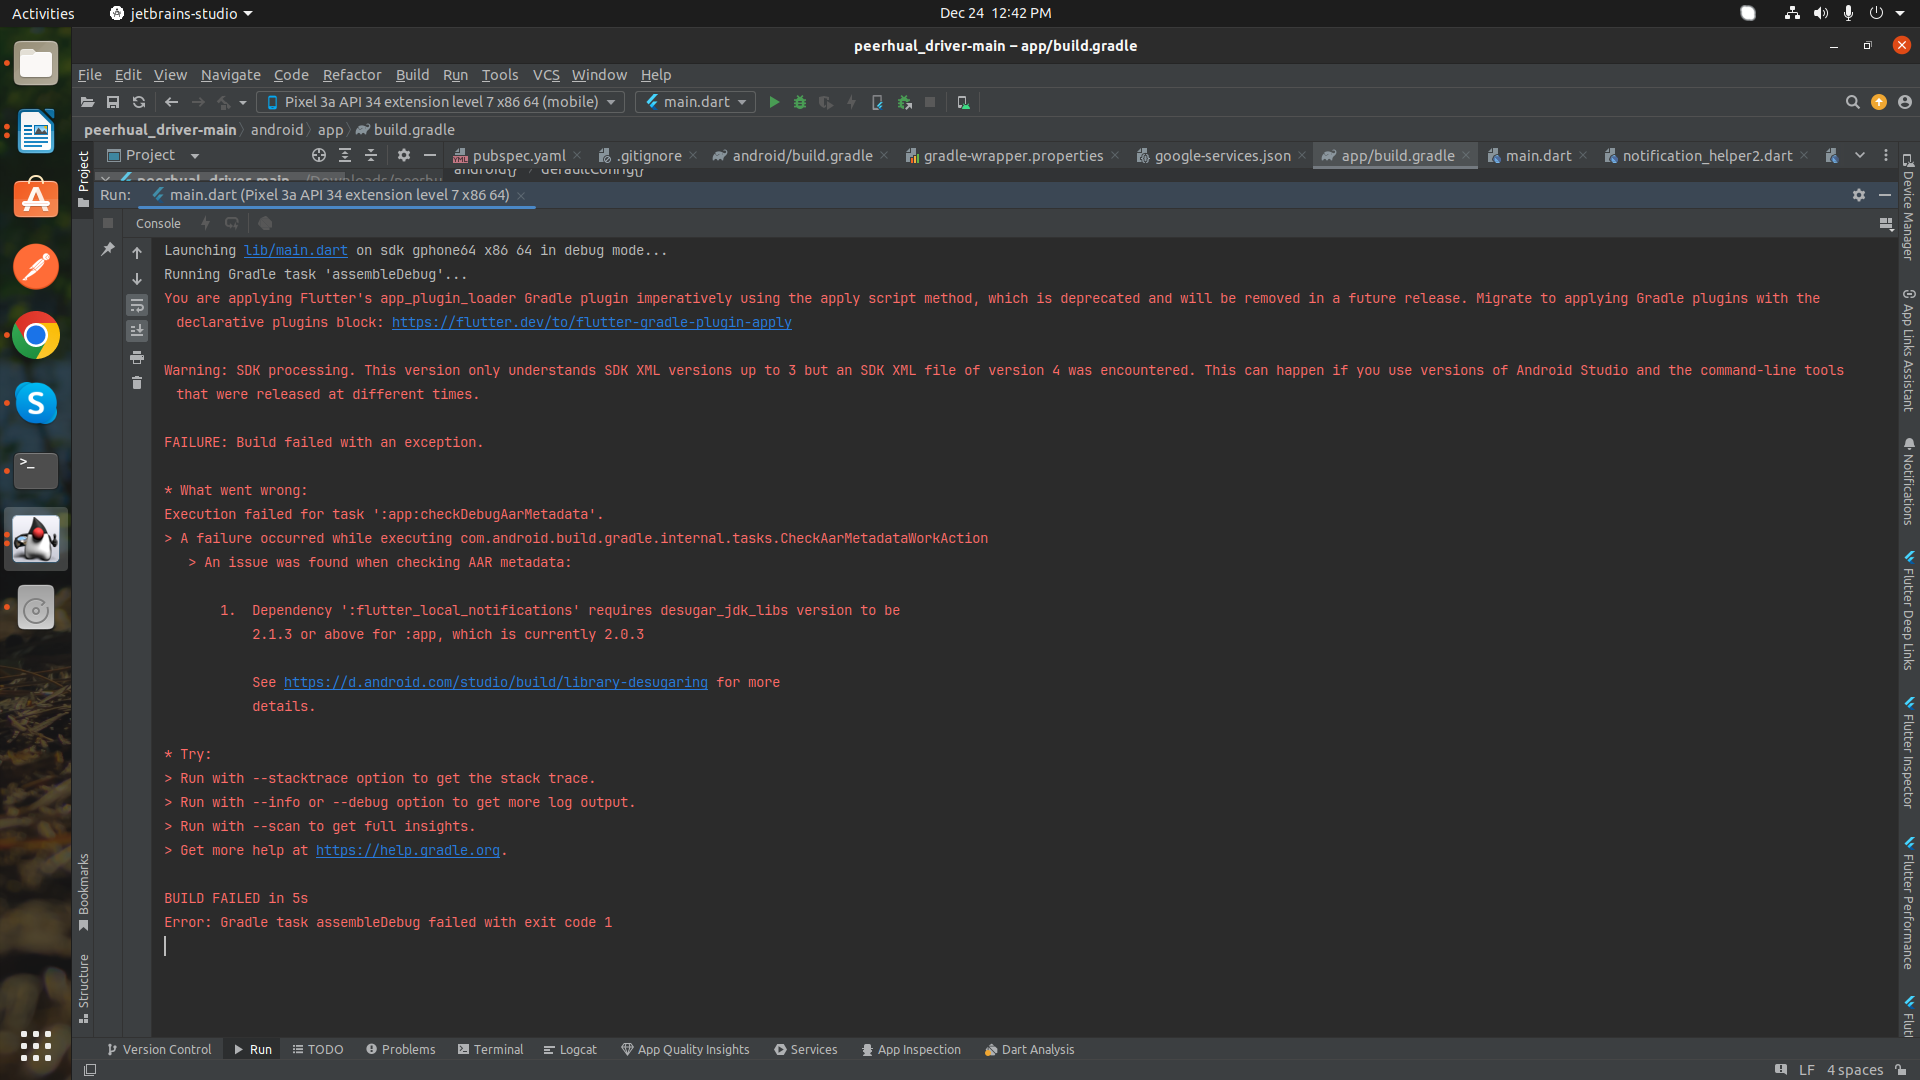 Activities
jetbrains-studio
Dec 24 12:42 PM
peerhual_driver-main – app/build.gradle
File Edit View Navigate Code Refactor Build Run Tools VCS Window Help
Pixel 3a API 34 extension level 7 x86 64 (mobile)
main.dart
peerhual_driver-main
android
app
build.gradle
Project
pubspec.yaml
.gitignore
android/build.gradle
gradle-wrapper.properties
google-services.json
app/build.gradle
main.dart
notification_helper2.dart
peerhual_driver-main
android{} defaultConfig{}
Run:
main.dart (Pixel 3a API 34 extension level 7 x86 64)
Console
Launching lib/main.dart on sdk gphone64 x86 64 in debug mode...
Running Gradle task 'assembleDebug'...
You are applying Flutter's app_plugin_loader Gradle plugin imperatively using the apply script method, which is deprecated and will be removed in a future release. Migrate to applying Gradle plugins with the
declarative plugins block: https://flutter.dev/to/flutter-gradle-plugin-apply
Warning: SDK processing. This version only understands SDK XML versions up to 3 but an SDK XML file of version 4 was encountered. This can happen if you use versions of Android Studio and the command-line tools
that were released at different times.
FAILURE: Build failed with an exception.
* What went wrong:
Execution failed for task ':app:checkDebugAarMetadata'.
> A failure occurred while executing com.android.build.gradle.internal.tasks.CheckAarMetadataWorkAction
> An issue was found when checking AAR metadata:
1. Dependency ':flutter_local_notifications' requires desugar_jdk_libs version to be
2.1.3 or above for :app, which is currently 2.0.3
See https://d.android.com/studio/build/library-desugaring for more
details.
* Try:
> Run with --stacktrace option to get the stack trace.
> Run with --info or --debug option to get more log output.
> Run with --scan to get full insights.
> Get more help at https://help.gradle.org.
BUILD FAILED in 5s
Error: Gradle task assembleDebug failed with exit code 1
Project
Bookmarks
Structure
Device Manager
App Links Assistant
Notifications
Flutter Deep Links
Flutter Inspector
Flutter Performance
Flut
Version Control
Run
TODO
Problems
Terminal
Logcat
App Quality Insights
Services
App Inspection
Dart Analysis
LF
4 spaces